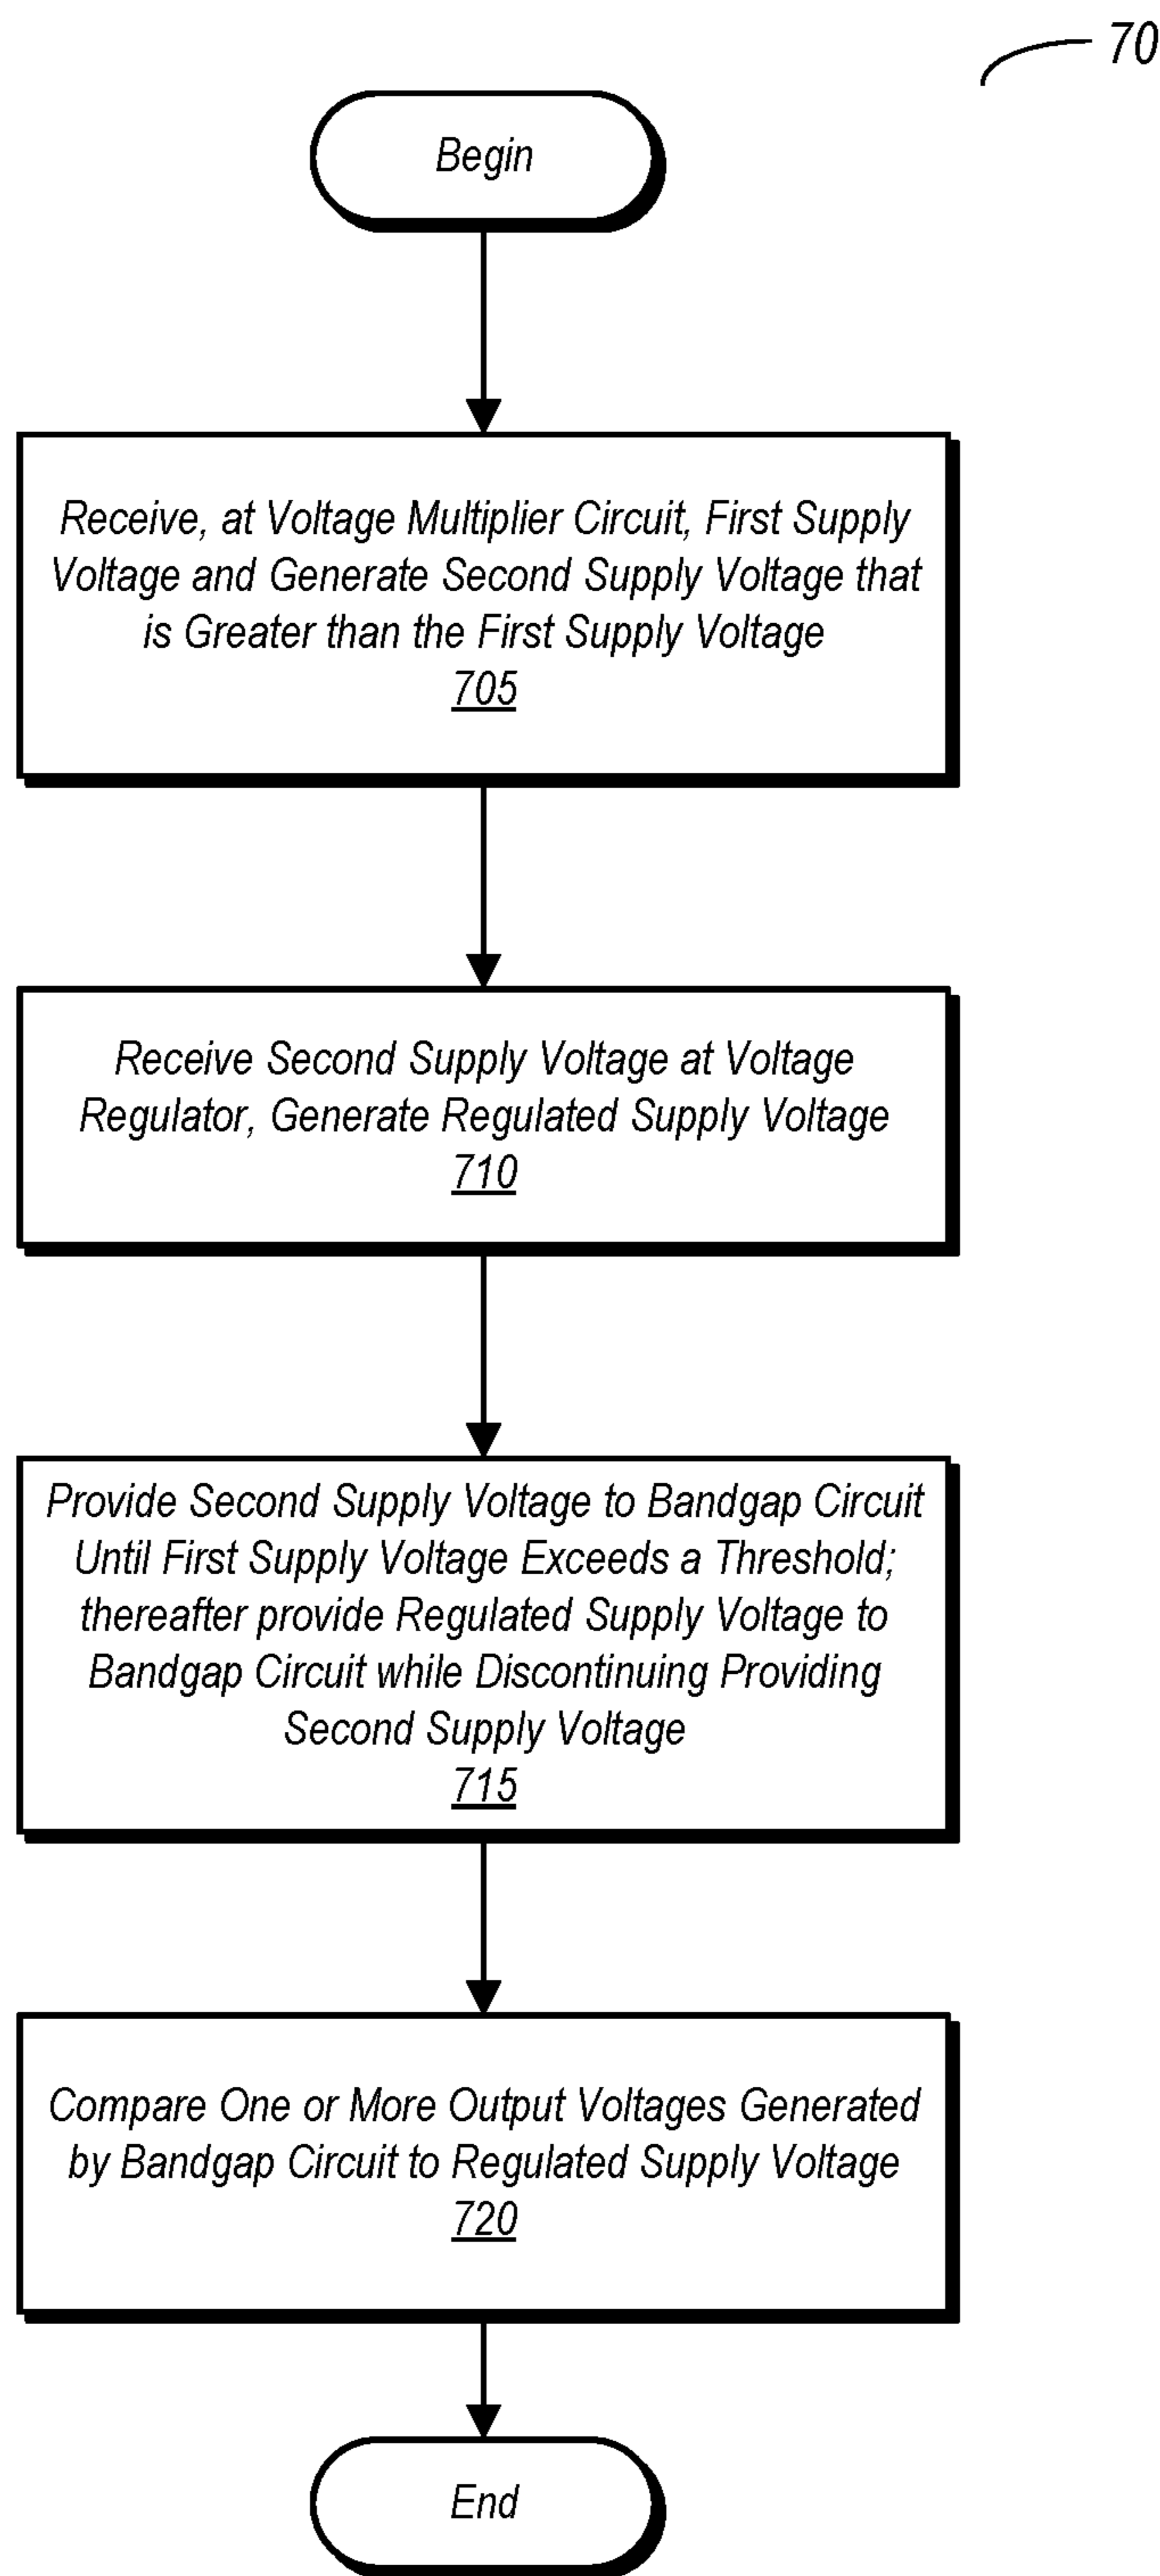 70
Begin
Receive, at Voltage Multiplier Circuit, First Supply
Voltage and Generate Second Supply Voltage that
is Greater than the First Supply Voltage
705
Receive Second Supply Voltage at Voltage
Regulator, Generate Regulated Supply Voltage
710
Provide Second Supply Voltage to Bandgap Circuit
Until First Supply Voltage Exceeds a Threshold;
thereafter provide Regulated Supply Voltage to
Bandgap Circuit while Discontinuing Providing
Second Supply Voltage
715
Compare One or More Output Voltages Generated
by Bandgap Circuit to Regulated Supply Voltage
720
End